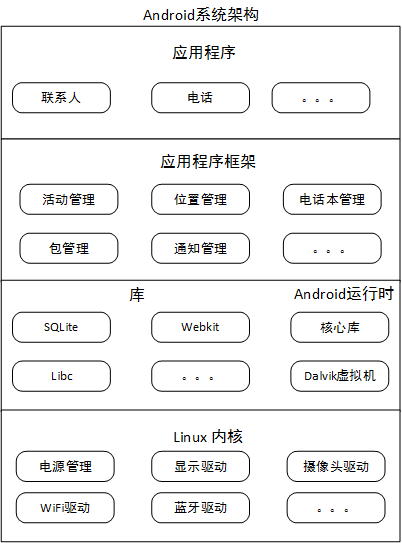 Android系统架构
应用程序
联系人 电话 。。。
应用程序框架
活动管理 位置管理 电话本管理
包管理 通知管理 。。。
库 Android运行时
SQLite Webkit 核心库
Libc 。。。 Dalvik虚拟机
Linux 内核
电源管理 显示驱动 摄像头驱动
WiFi驱动 蓝牙驱动 。。。